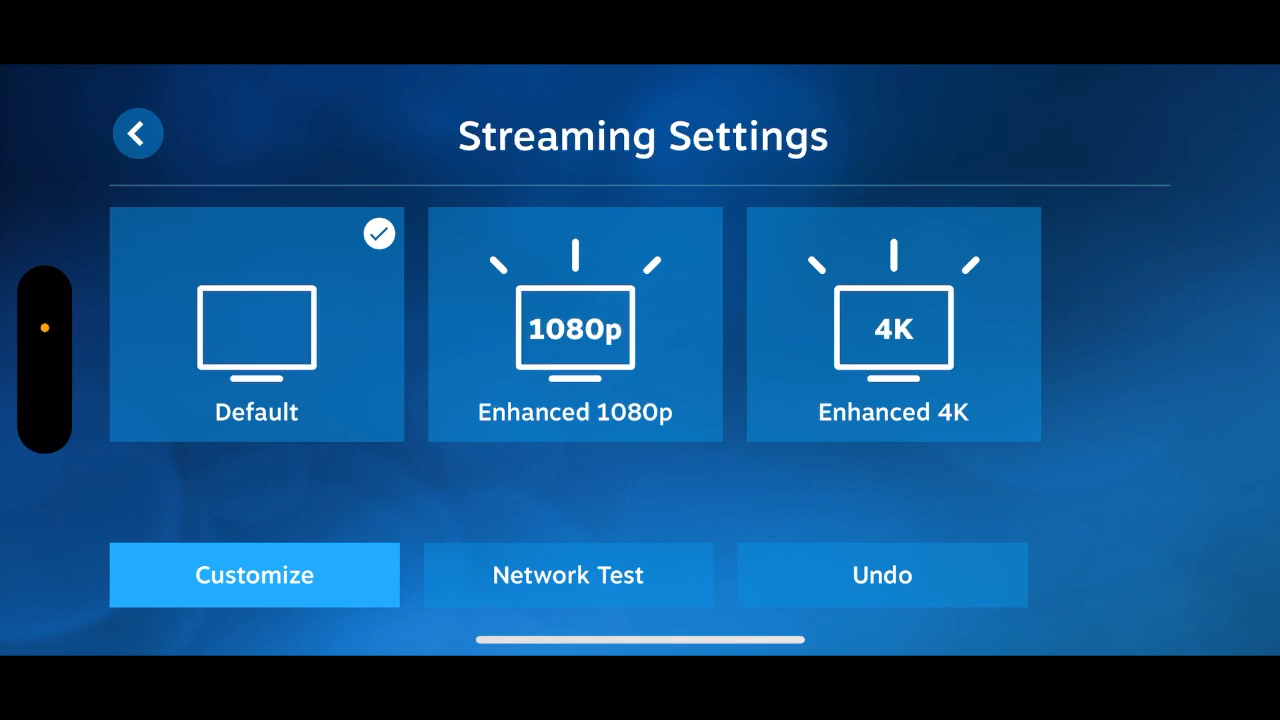 Streaming Settings
1080p
4K
Default
Enhanced 1080p
Enhanced 4K
Customize
Network Test
Undo